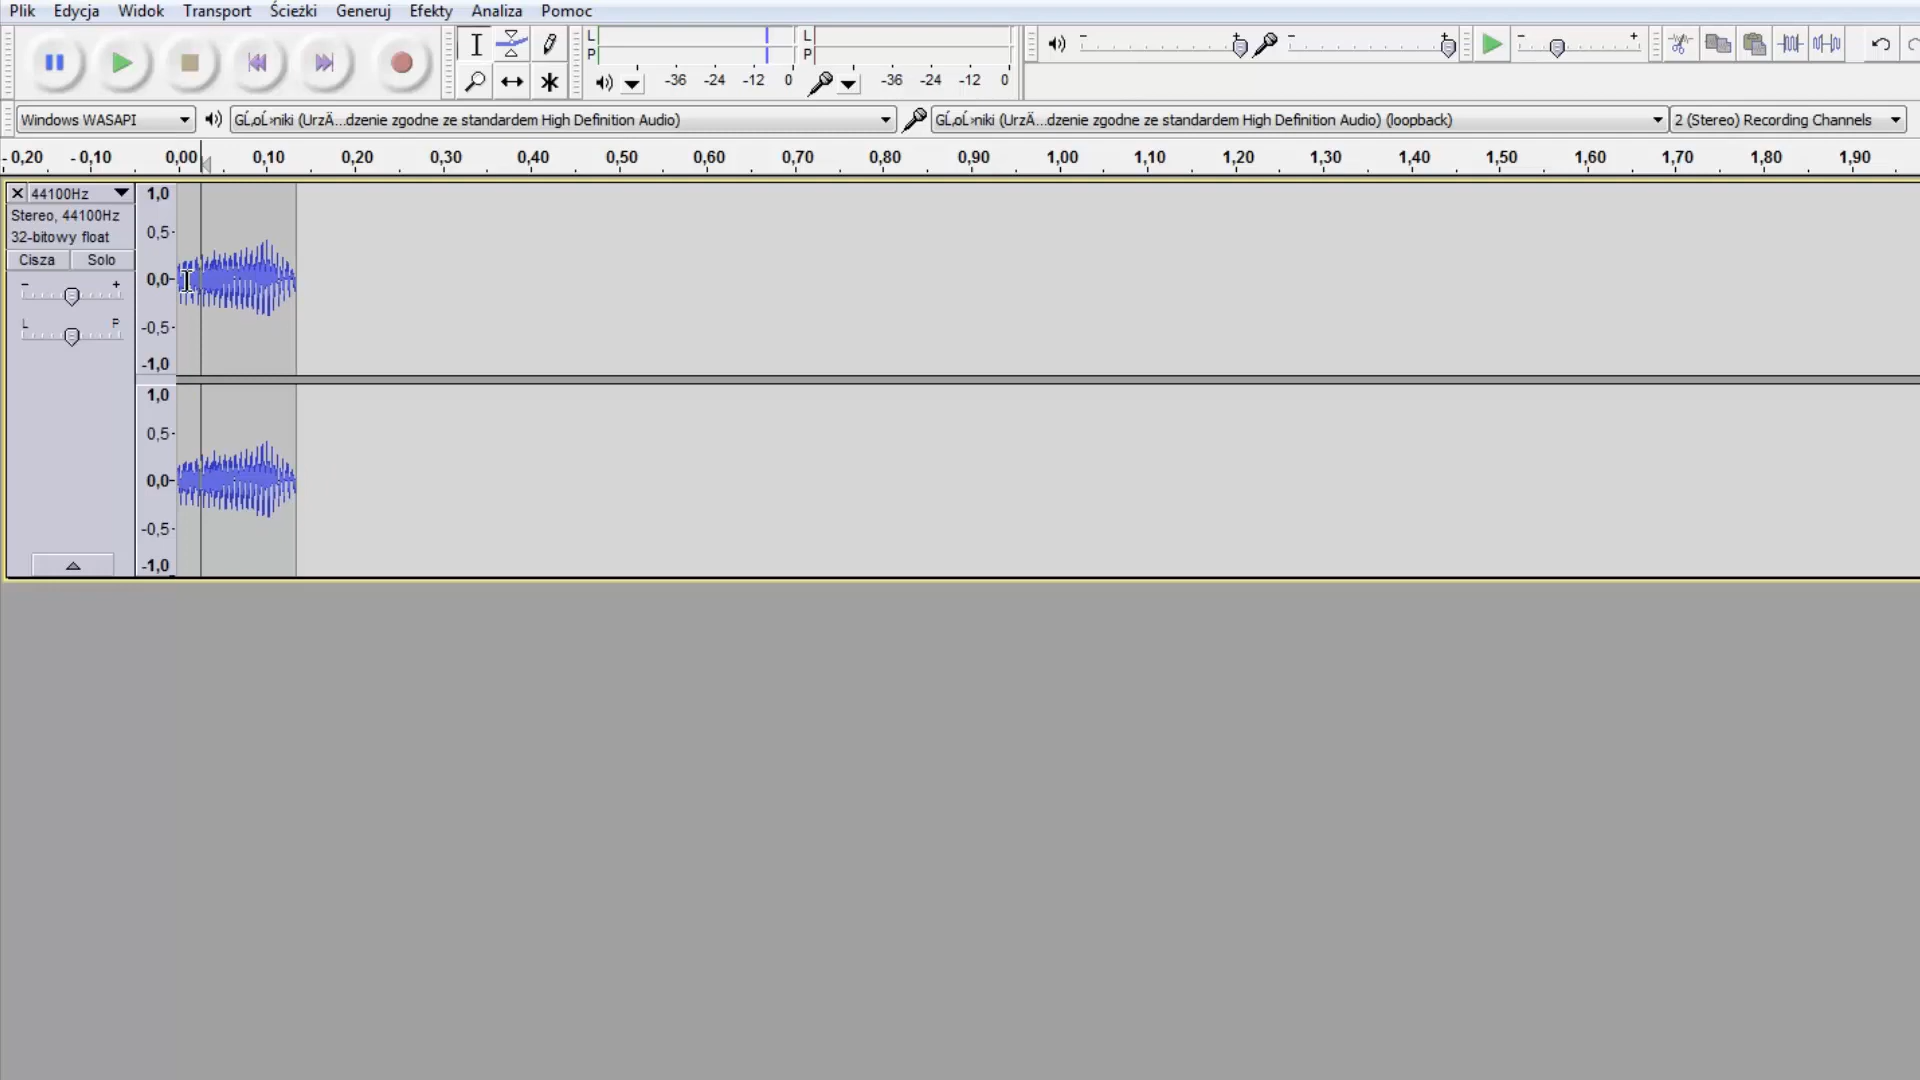 Plik Edycja Widok Transport Ścieżki Generuj Efekty Analiza Pomoc
L L
P P
-36 -24 -12 0 -36 -24 -12 0
Windows WASAPI GĹ‚oĹ›niki (UrzÄ...dzenie zgodne ze standardem High Definition Audio) GĹ‚oĹ›niki (UrzÄ...dzenie zgodne ze standardem High Definition Audio) (loopback) 2 (Stereo) Recording Channels
- 0,20 - 0,10 0,00 0,10 0,20 0,30 0,40 0,50 0,60 0,70 0,80 0,90 1,00 1,10 1,20 1,30 1,40 1,50 1,60 1,70 1,80 1,90
44100Hz
Stereo, 44100Hz
32-bitowy float
Cisza Solo
- +
L P
1,0
0,5-
0,0-
-0,5-
-1,0
1,0
0,5-
0,0-
-0,5-
-1,0